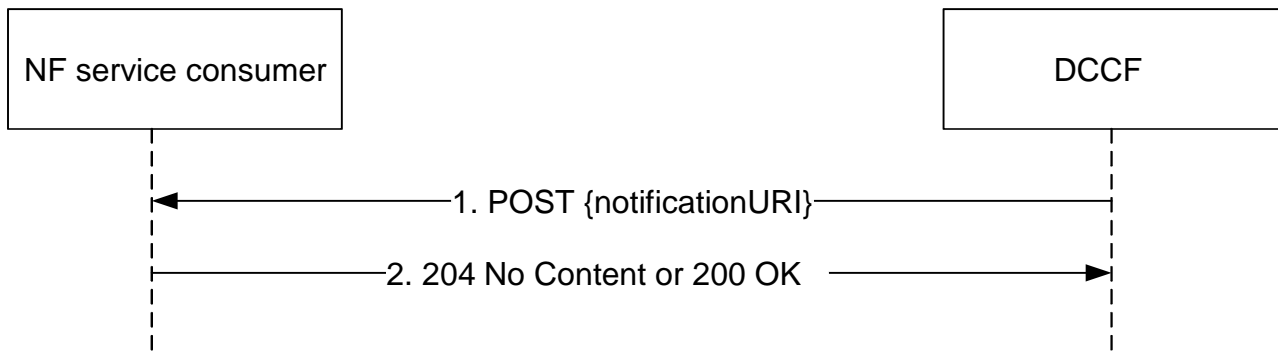 NF service consumer
DCCF
1. POST {notificationURI}
2. 204 No Content or 200 OK